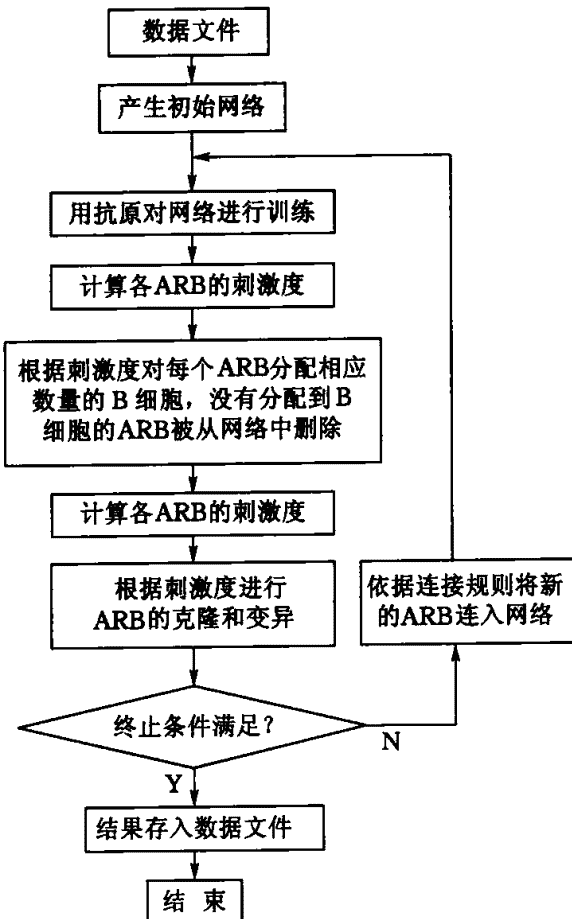 数据文件
产生初始网络
用抗原对网络进行训练
计算各ARB的刺激度
根据刺激度对每个ARB分配相应
数量的B细胞，没有分配到B
细胞的ARB被从网络中删除
计算各ARB的刺激度
根据刺激度进行
ARB的克隆和变异
依据连接规则将新
的ARB连入网络
终止条件满足？
N
Y
结果存入数据文件
结 束